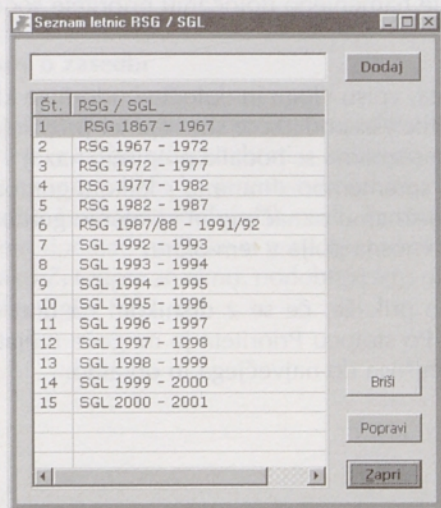 Seznam letnic RSG / SGL
Dodaj
Št. RSG / SGL
1 RSG 1867 - 1967
2 RSG 1967 - 1972
3 RSG 1972 - 1977
4 RSG 1977 - 1982
5 RSG 1982 - 1987
6 RSG 1987/88 - 1991/92
7 SGL 1992 - 1993
8 SGL 1993 - 1994
9 SGL 1994 - 1995
10 SGL 1995 - 1996
11 SGL 1996 - 1997
12 SGL 1997 - 1998
13 SGL 1998 - 1999
14 SGL 1999 - 2000
15 SGL 2000 - 2001
Briši
Popravi
Zapri